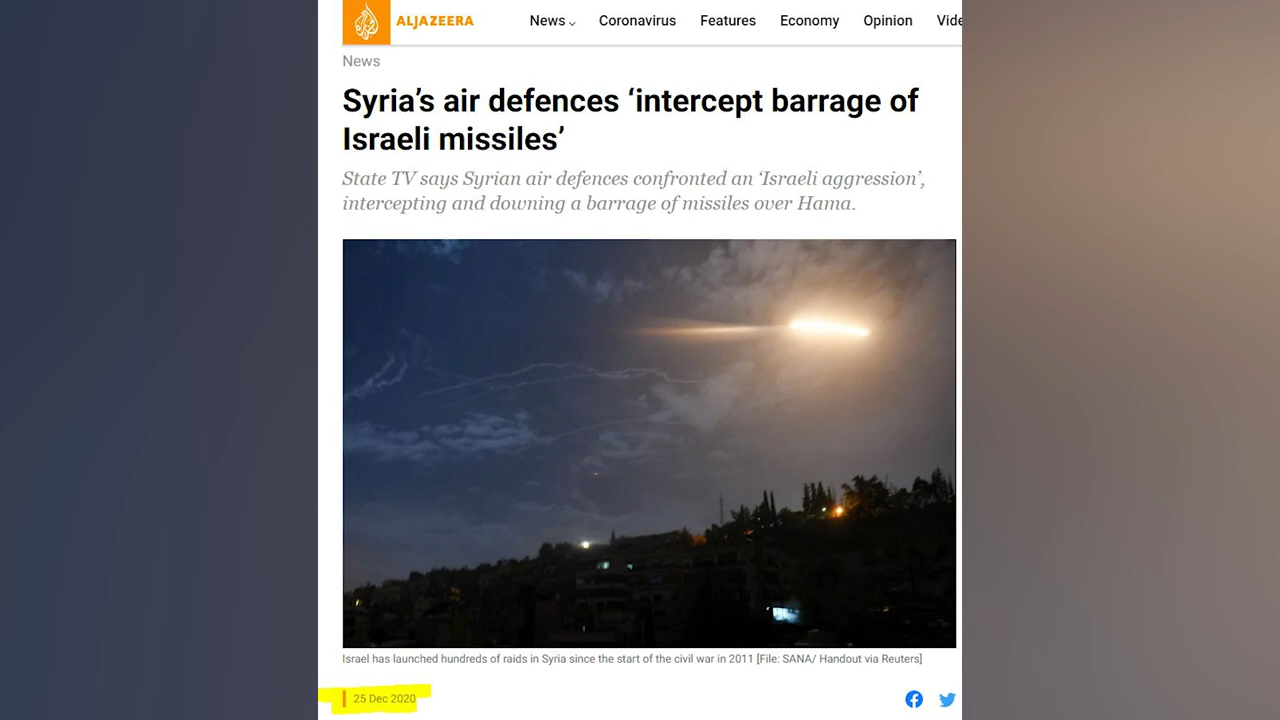 ALJAZEERA News Coronavirus Features Economy Opinion Vide
News
Syria’s air defences ‘intercept barrage of
Israeli missiles’
State TV says Syrian air defences confronted an ‘Israeli aggression’,
intercepting and downing a barrage of missiles over Hama.
Israel has launched hundreds of raids in Syria since the start of the civil war in 2011 [File: SANA/ Handout via Reuters]
25 Dec 2020